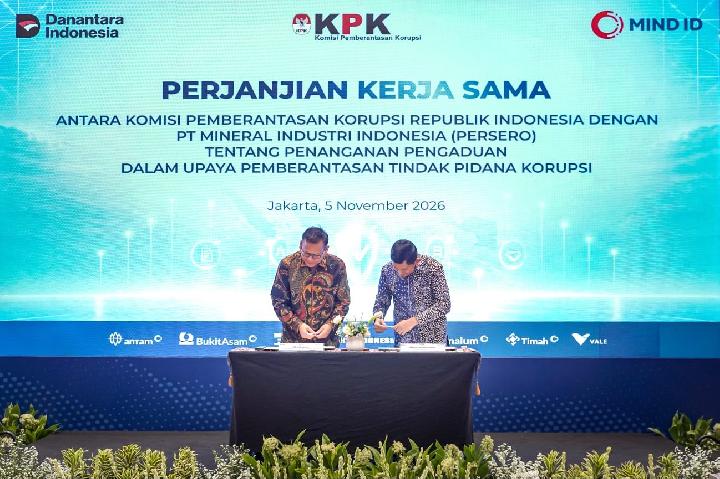 Danantara
Indonesia
KPK
KPK
Komisi Pemberantasan Korupsi
MIND ID
PERJANJIAN KERJA SAMA
ANTARA KOMISI PEMBERANTASAN KORUPSI REPUBLIK INDONESIA DENGAN
PT MINERAL INDUSTRI INDONESIA (PERSERO)
TENTANG PENANGANAN PENGADUAN
DALAM UPAYA PEMBERANTASAN TINDAK PIDANA KORUPSI
Jakarta, 5 November 2026
antam
BukitAsam
Timah
VALE